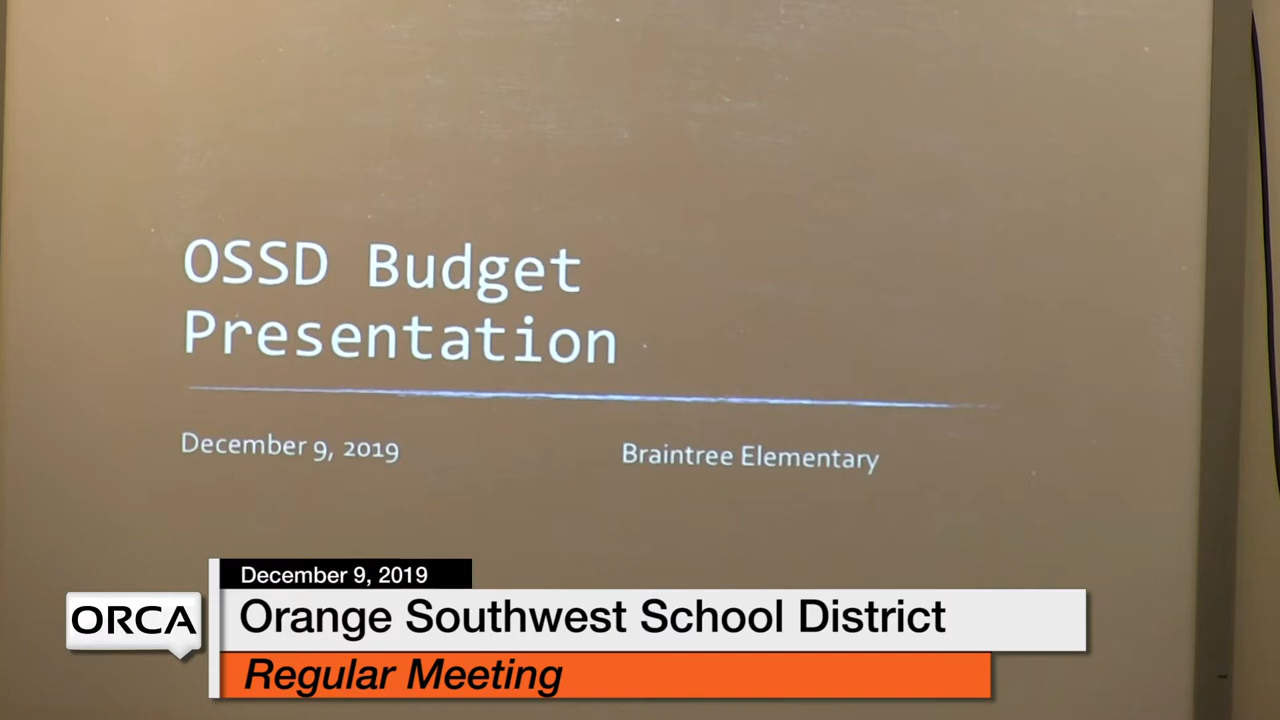 OSSD Budget
Presentation
December 9, 2019
Braintree Elementary
December 9, 2019
ORCA
Orange Southwest School District
Regular Meeting